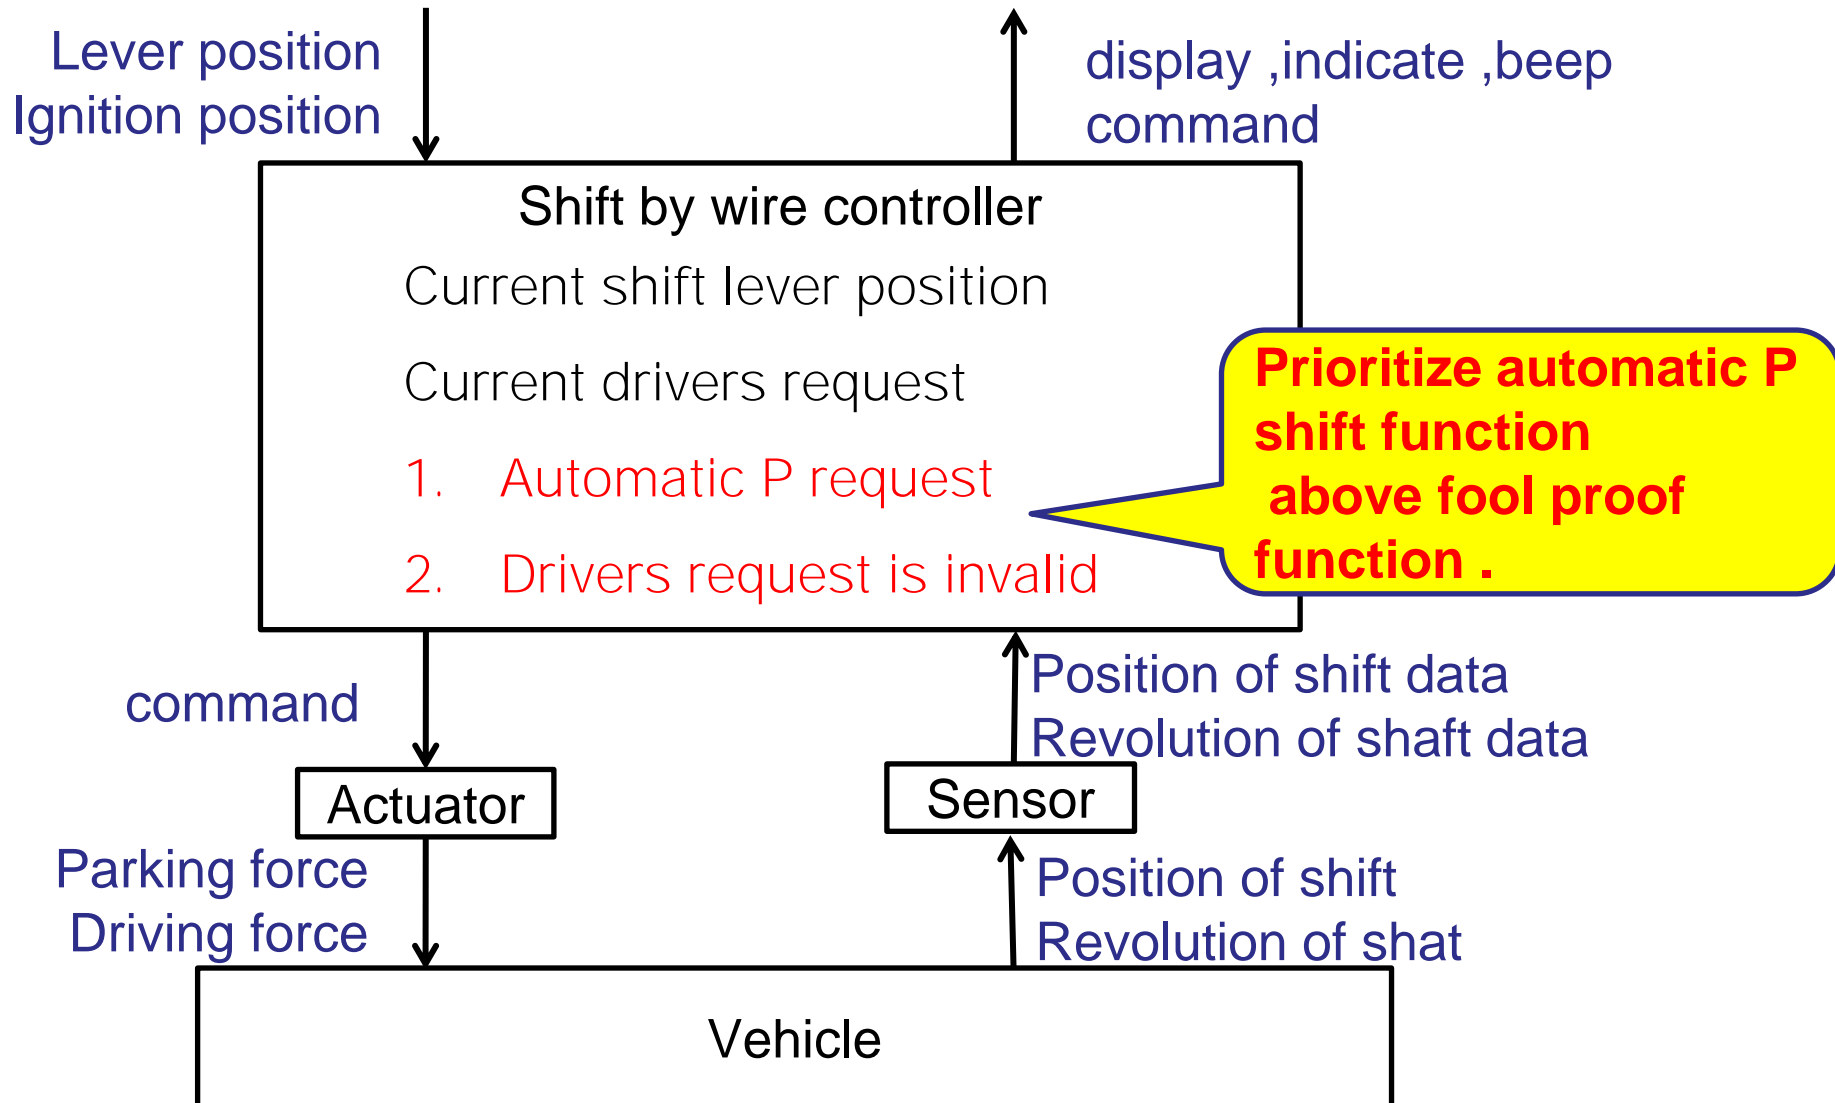 Lever position
Ignition position
display ,indicate ,beep
command
Shift by wire controller
Current shift lever position
Current drivers request
1. Automatic P request
2. Drivers request is invalid
Prioritize automatic P
shift function
above fool proof
function .
command
Position of shift data
Revolution of shaft data
Actuator
Sensor
Parking force
Driving force
Position of shift
Revolution of shat
Vehicle